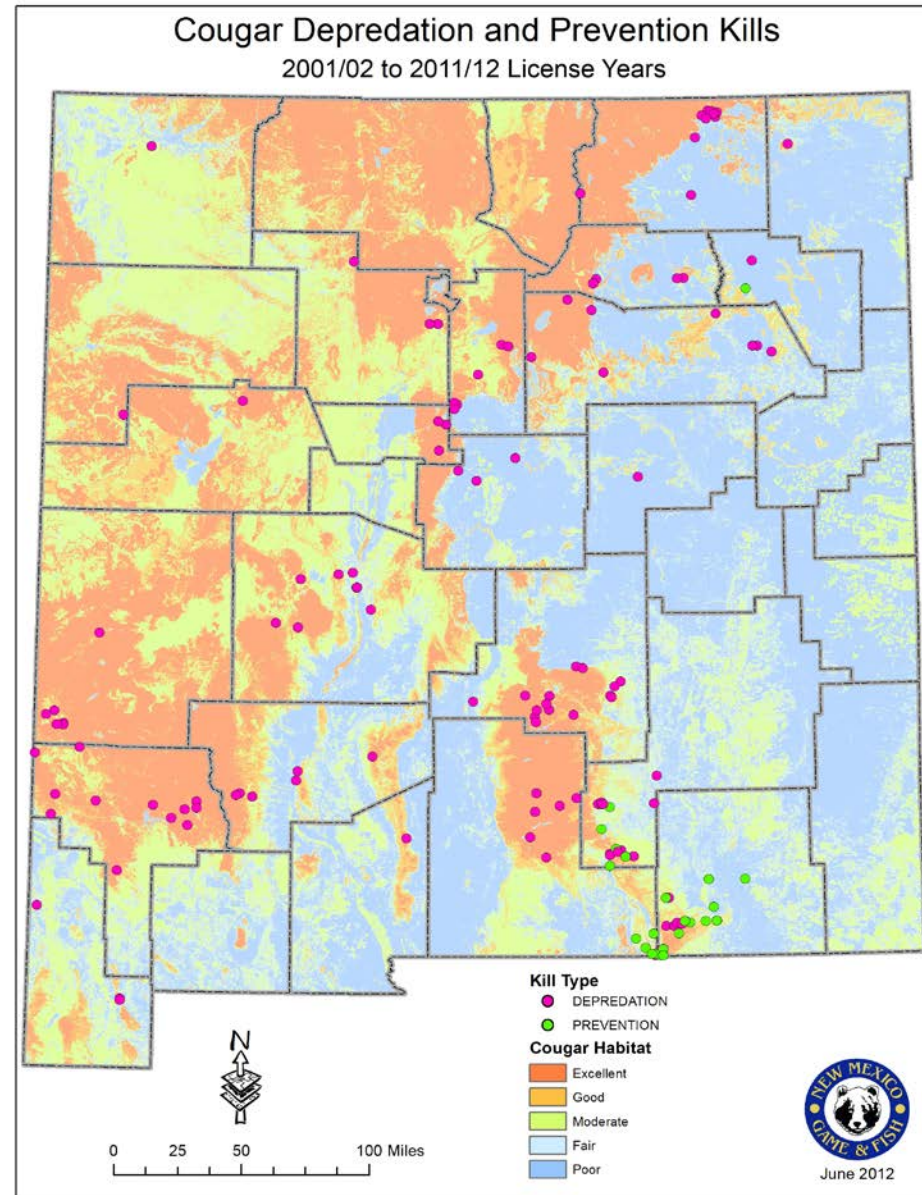 Cougar Depredation and Prevention Kills
2001/02 to 2011/12 License Years
Kill Type
DEPREDATION
PREVENTION
Cougar Habitat
Excellent
Good
Moderate
Fair
Poor
N
0 25 50 100 Miles
NEW MEXICO
GAME & FISH
June 2012